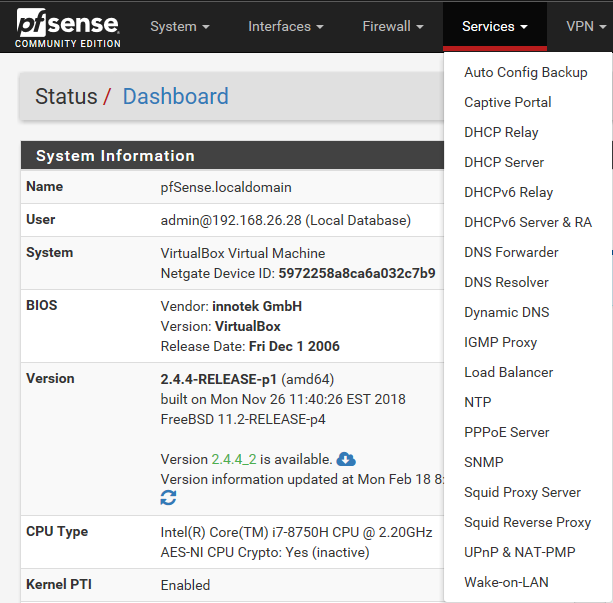 pfsense
COMMUNITY EDITION
System
Interfaces
Firewall
Services
VPN
Status / Dashboard
System Information
Name
pfSense.localdomain
User
admin@192.168.26.28 (Local Database)
System
VirtualBox Virtual Machine
Netgate Device ID: 5972258a8ca6a032c7b9
BIOS
Vendor: innotek GmbH
Version: VirtualBox
Release Date: Fri Dec 1 2006
Version
2.4.4-RELEASE-p1 (amd64)
built on Mon Nov 26 11:40:26 EST 2018
FreeBSD 11.2-RELEASE-p4
Version 2.4.4_2 is available.
Version information updated at Mon Feb 18 8:
CPU Type
Intel(R) Core(TM) i7-8750H CPU @ 2.20GHz
AES-NI CPU Crypto: Yes (inactive)
Kernel PTI
Enabled
Auto Config Backup
Captive Portal
DHCP Relay
DHCP Server
DHCPv6 Relay
DHCPv6 Server & RA
DNS Forwarder
DNS Resolver
Dynamic DNS
IGMP Proxy
Load Balancer
NTP
PPPoE Server
SNMP
Squid Proxy Server
Squid Reverse Proxy
UPnP & NAT-PMP
Wake-on-LAN